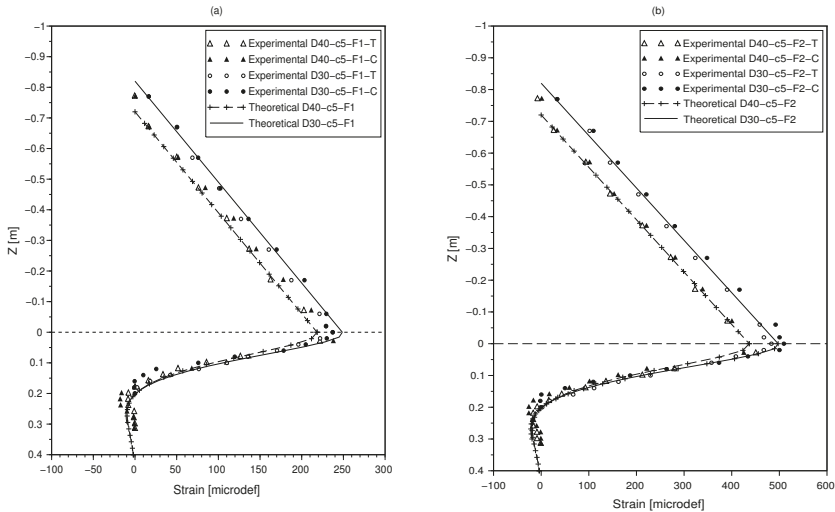 (a)
−1
−0.9
−0.8
−0.7
−0.6
−0.5
−0.4
−0.3
−0.2
−0.1
0
0.1
0.2
0.3
0.4
Z [m]
−100
−50
0
50
100
150
200
250
300
Strain [microdef]
Experimental D40−c5−F1−T
Experimental D40−c5−F1−C
Experimental D30−c5−F1−T
Experimental D30−c5−F1−C
Theoretical D40−c5−F1
Theoretical D30−c5−F1
(b)
−1
−0.9
−0.8
−0.7
−0.6
−0.5
−0.4
−0.3
−0.2
−0.1
0
0.1
0.2
0.3
0.4
Z [m]
−100
0
100
200
300
400
500
600
Strain [microdef]
Experimental D40−c5−F2−T
Experimental D40−c5−F2−C
Experimental D30−c5−F2−T
Experimental D30−c5−F2−C
Theoretical D40−c5−F2
Theoretical D30−c5−F2